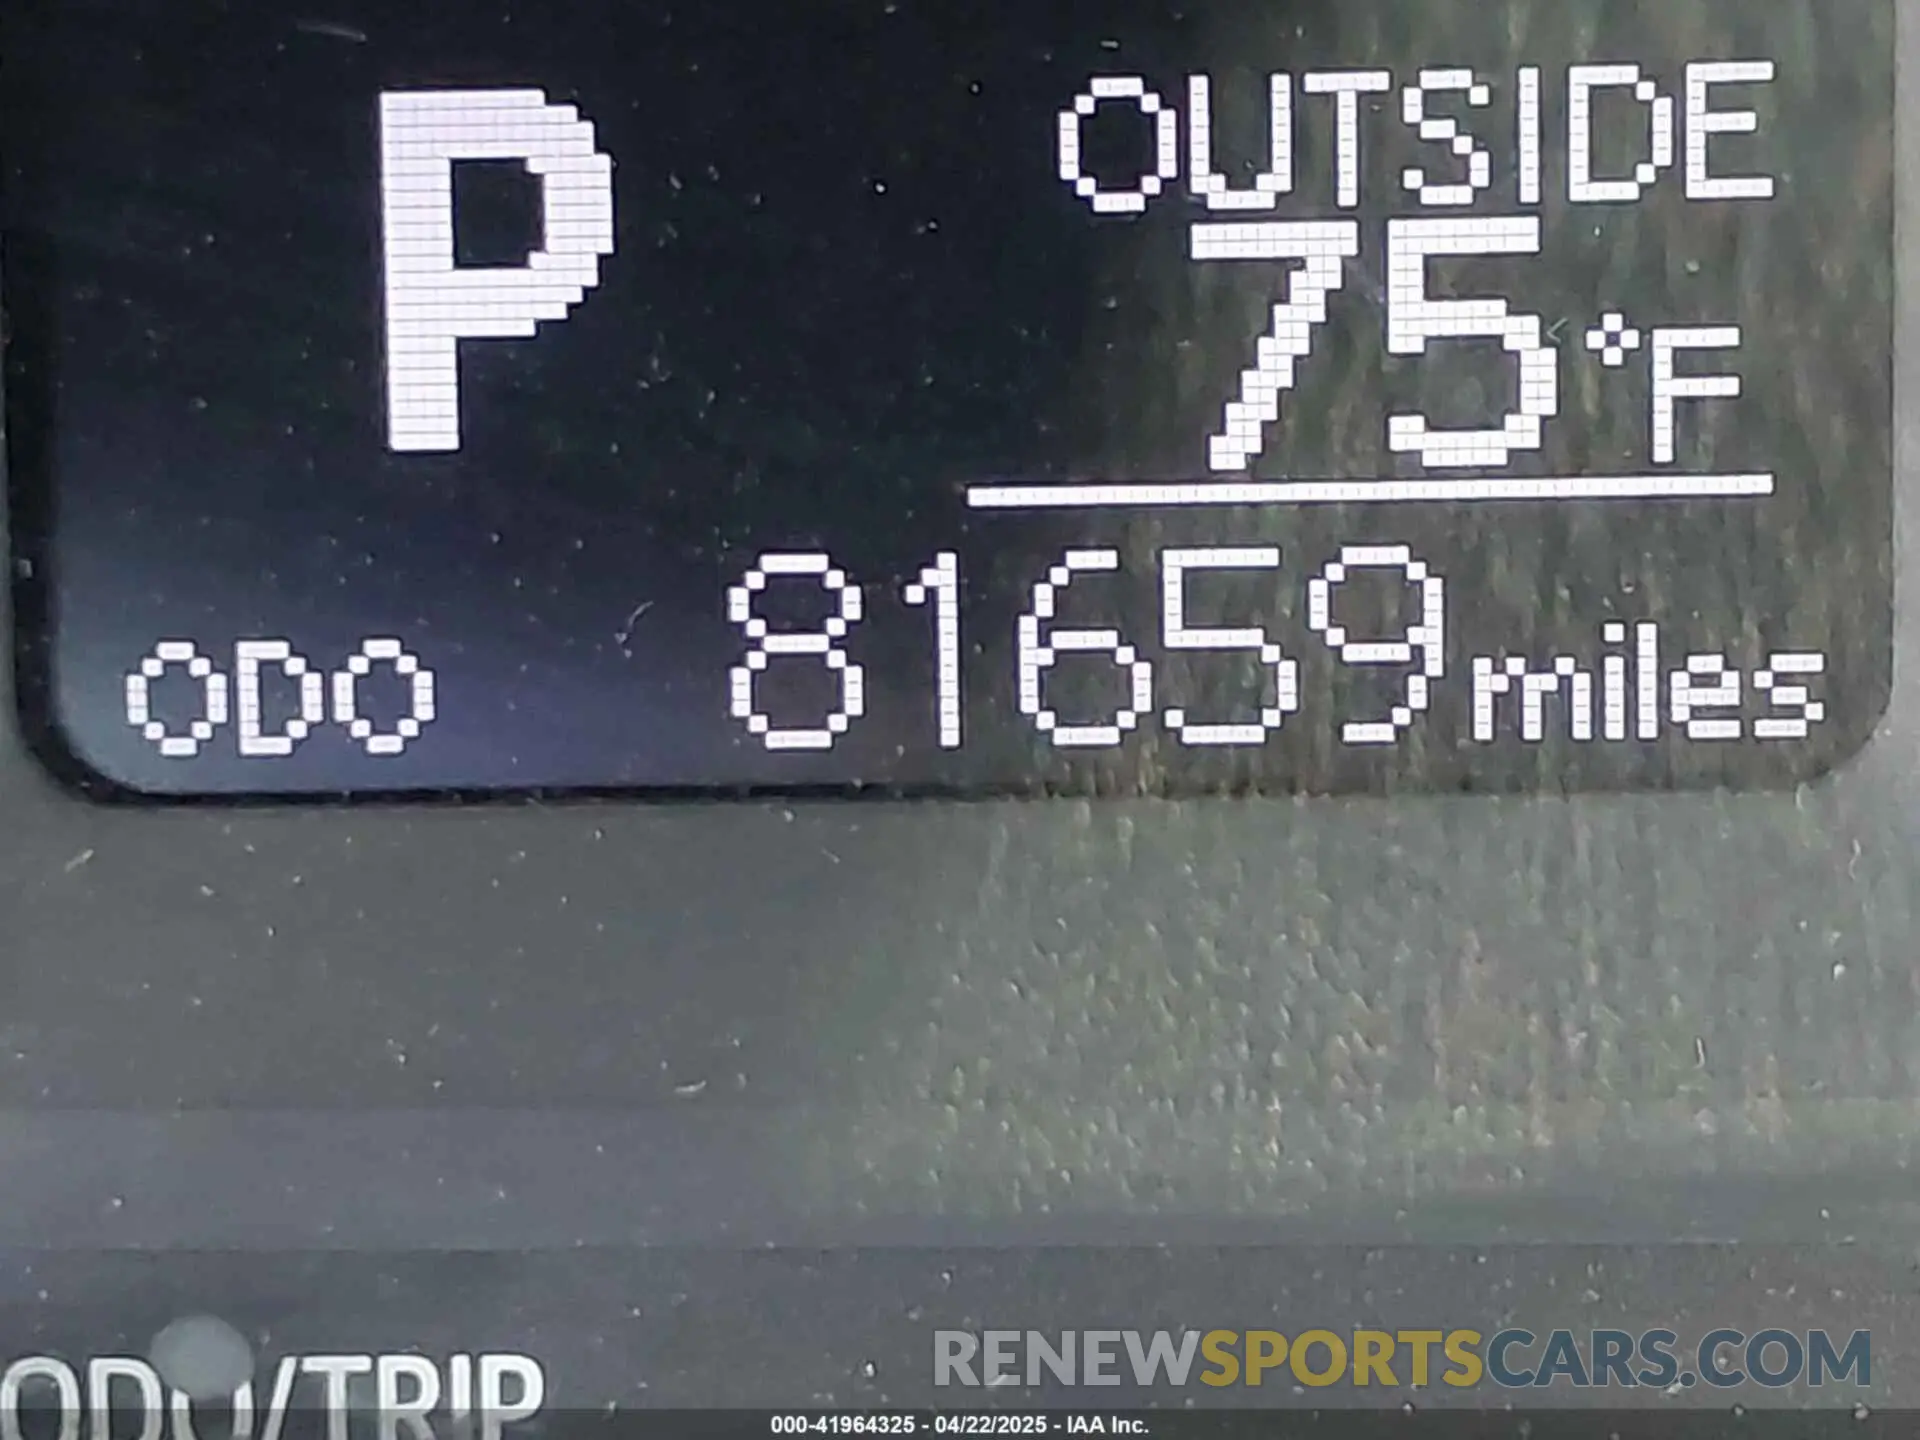 P
OUTSIDE
75°F
ODO 81659 miles
ODO/TRIP
RENEWSPORTSCARS.COM
000-41964325 - 04/22/2025 - IAA Inc.